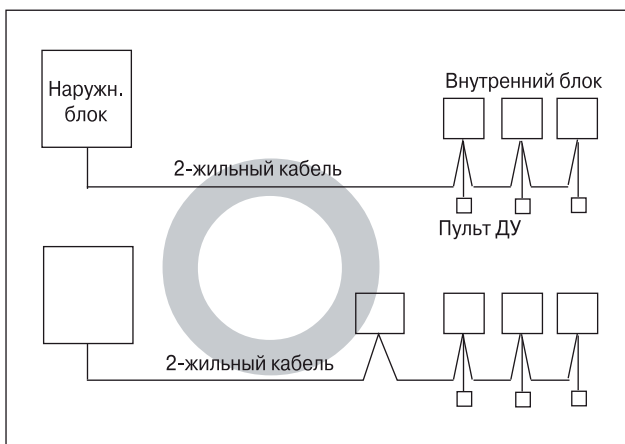 Наружн.
блок
Внутренний блок
2-жильный кабель
Пульт ДУ
2-жильный кабель